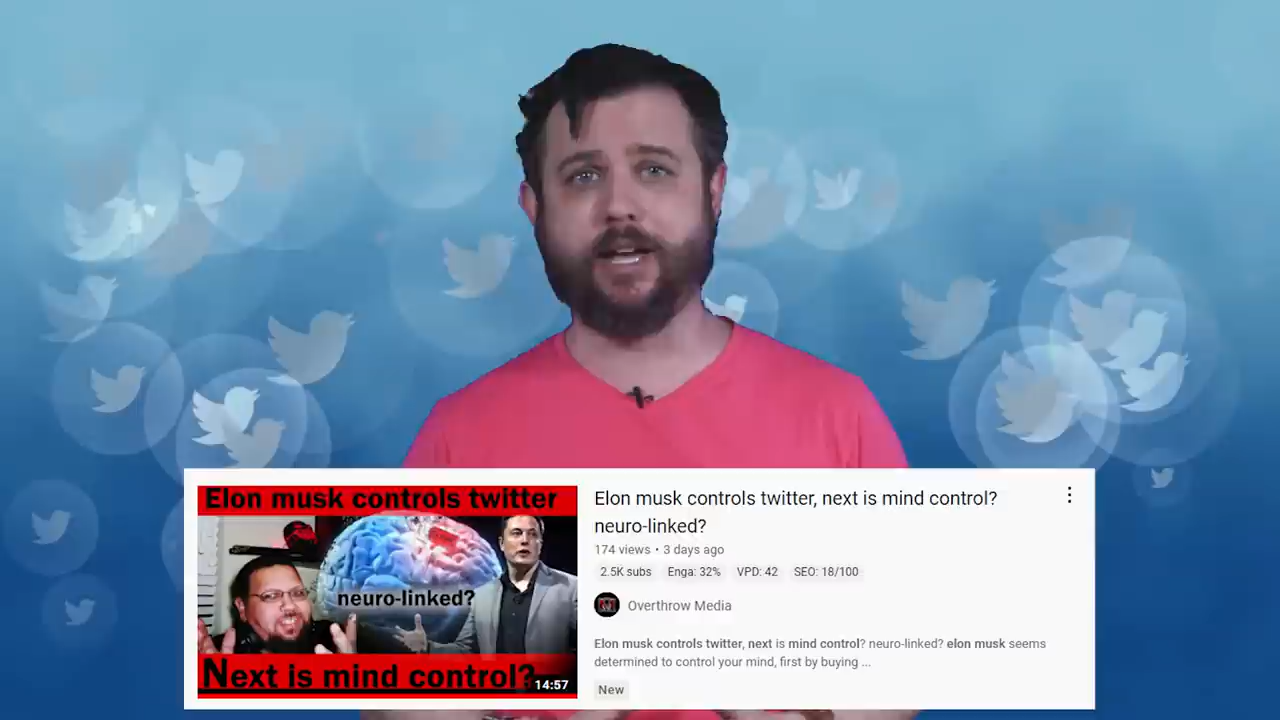 Elon musk controls twitter
neuro-linked?
Next is mind control?
14:57
Elon musk controls twitter, next is mind control?
neuro-linked?
174 views • 3 days ago
2.5K subs Enga: 32% VPD: 42 SEO: 18/100
Overthrow Media
Elon musk controls twitter, next is mind control? neuro-linked? elon musk seems
determined to control your mind, first by buying ...
New